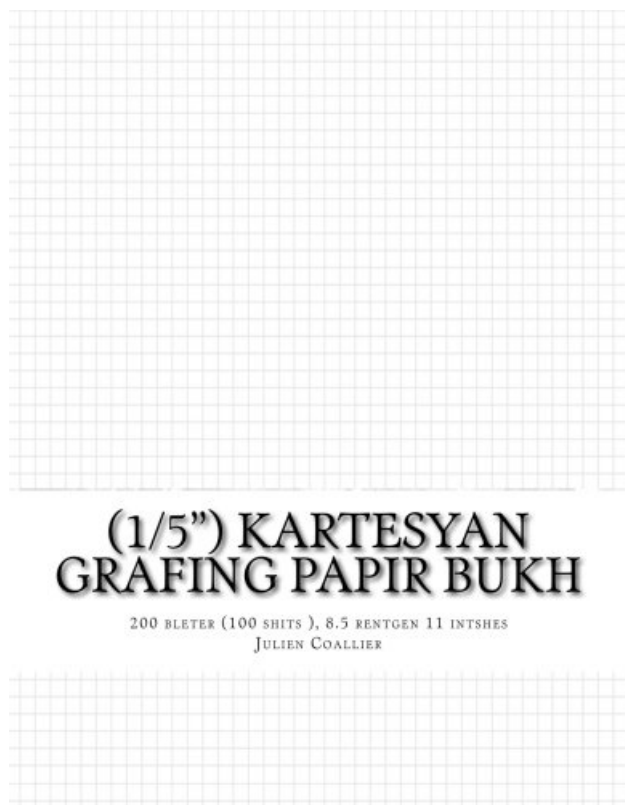 (1/5”) KARTESYAN
GRAFING PAPIR BUKH
200 BLETER (100 SHITS ), 8.5 RENTGEN 11 INTSHES
JULIEN COALLIER